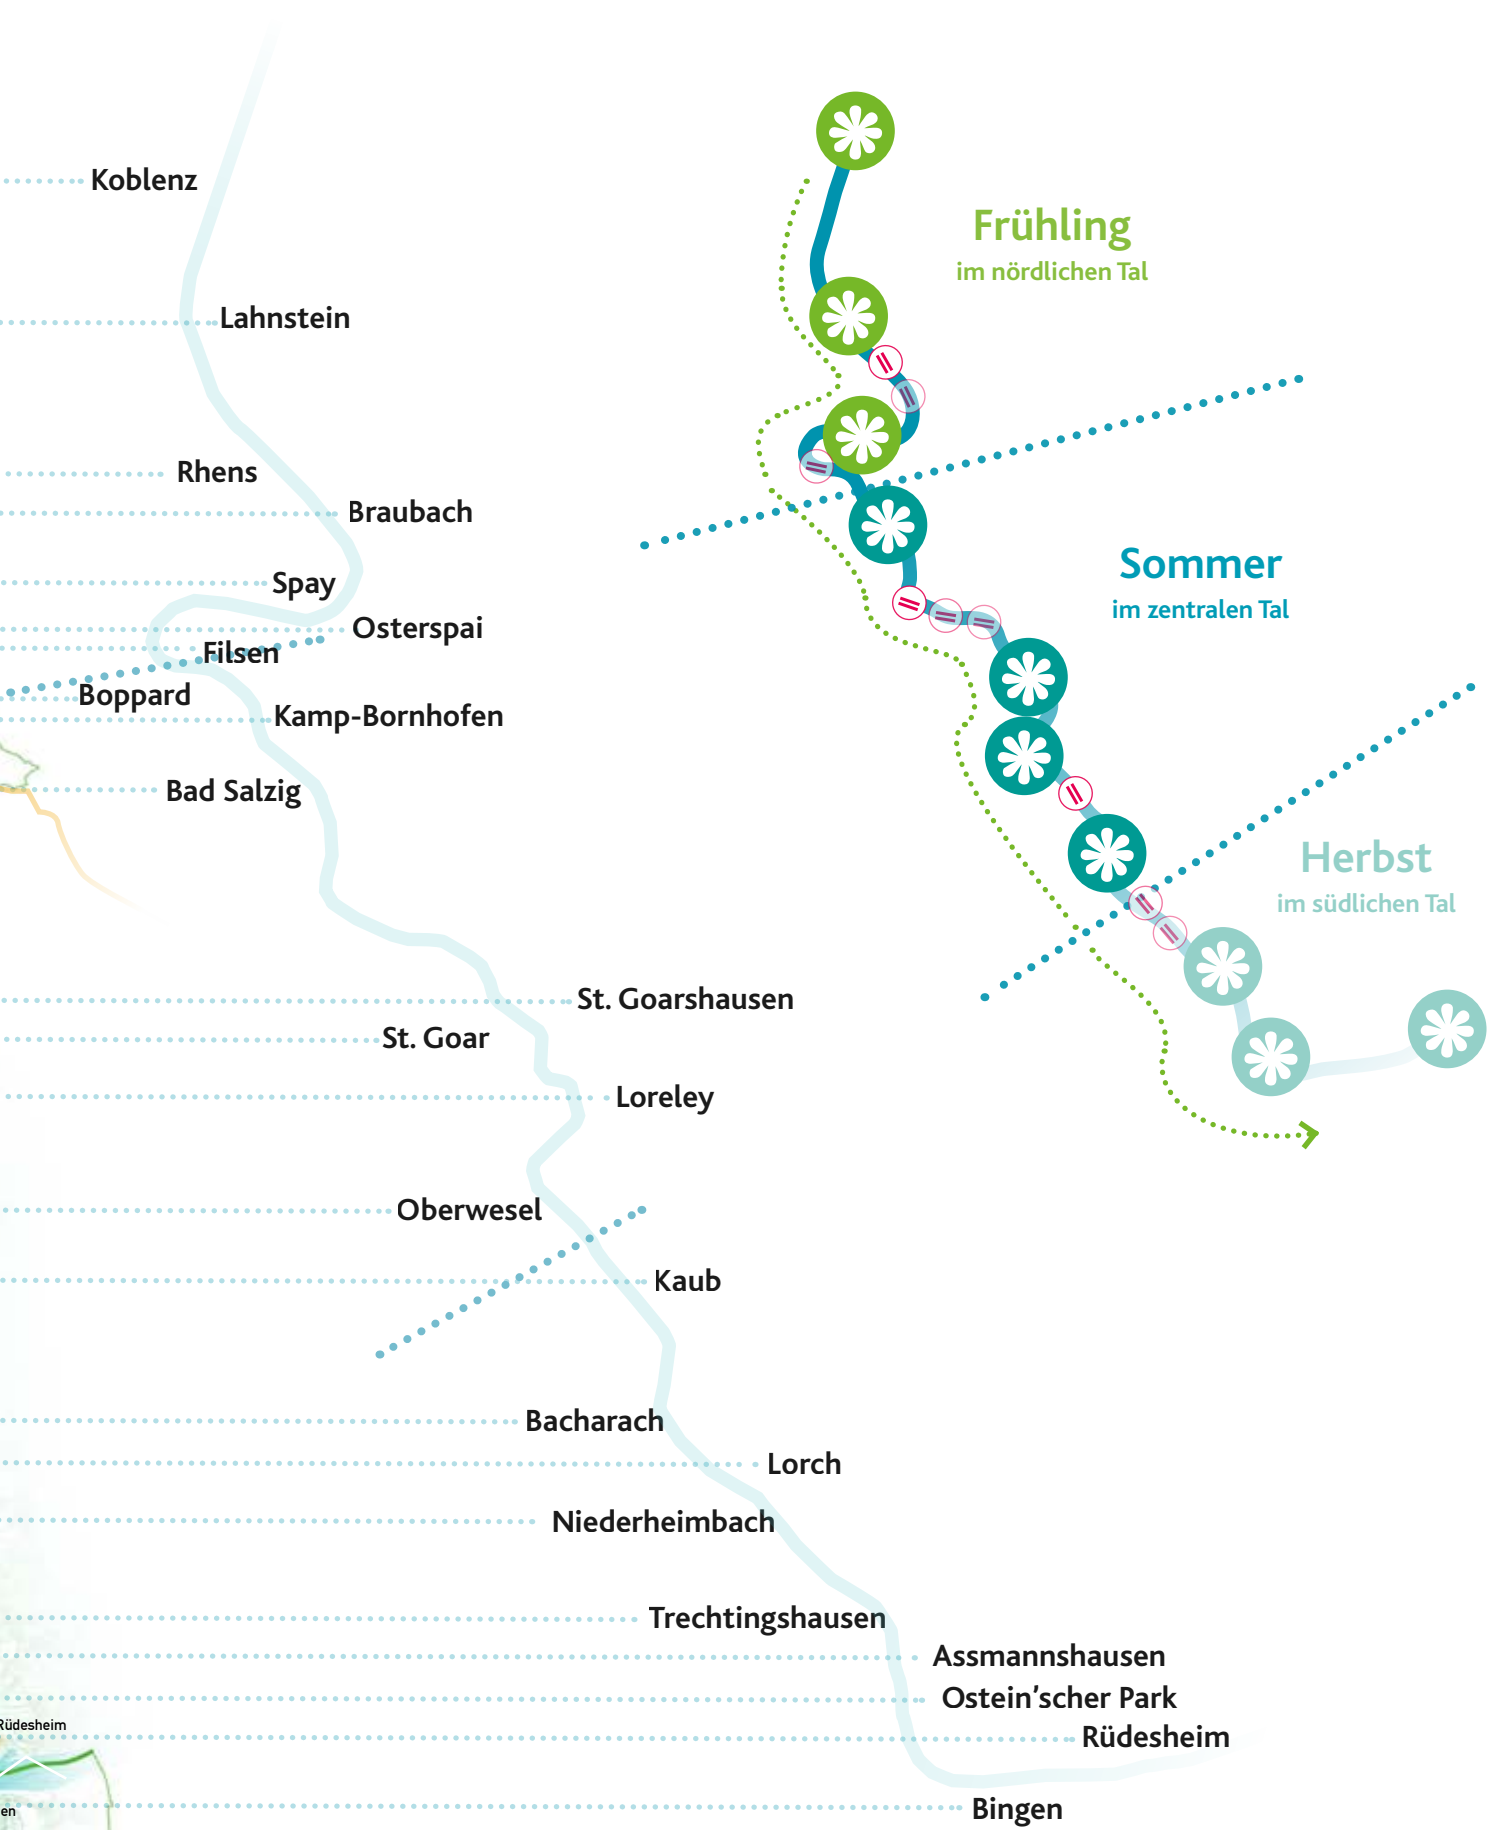 Koblenz
Frühling
im nördlichen Tal
Lahnstein
Rhens
Braubach
Sommer
im zentralen Tal
Spay
Osterspai
Filsen
Boppard
Kamp-Bornhofen
Bad Salzig
Herbst
im südlichen Tal
St. Goarshausen
St. Goar
Loreley
Oberwesel
Kaub
Bacharach
Lorch
Niederheimbach
Trechtingshausen
Assmannshausen
Ostein'scher Park
Rüdesheim
Rüdesheim
Bingen
en